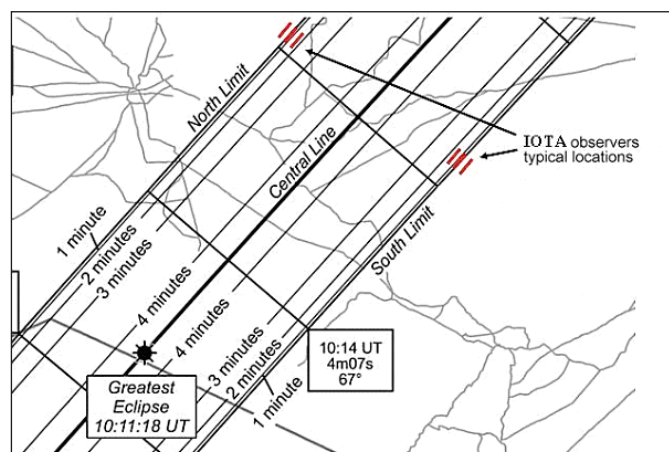 North Limit
Central Line
IOTA observers
typical locations
South Limit
1 minute
2 minutes
3 minutes
4 minutes
4 minutes
3 minutes
2 minutes
1 minute
10:14 UT
4m07s
67°
Greatest
Eclipse
10:11:18 UT